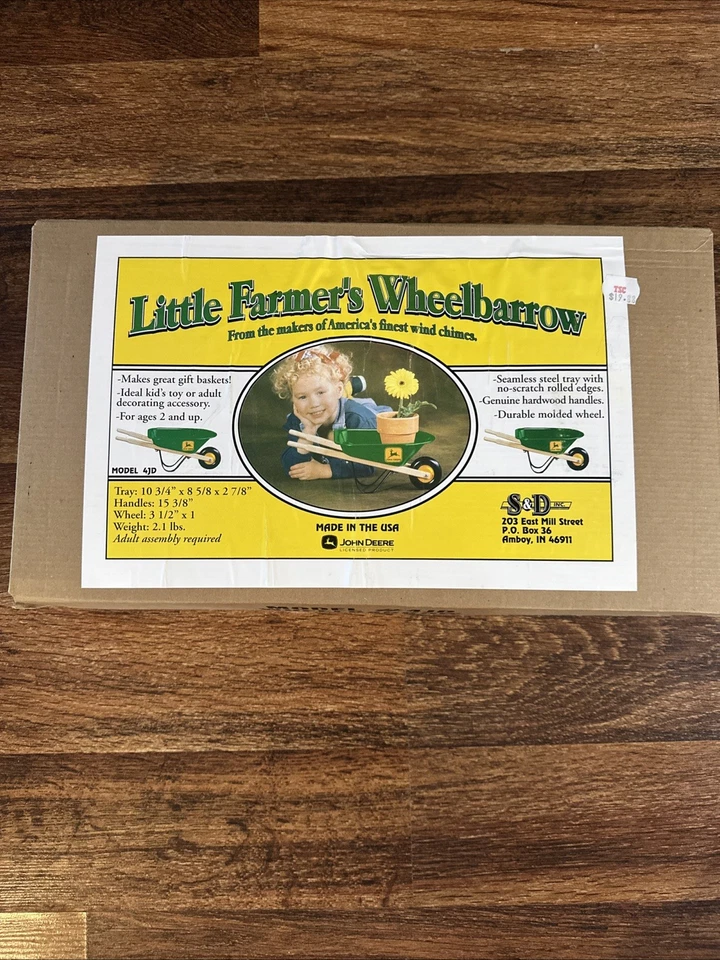 Little Farmer's Wheelbarrow
From the makers of America's finest wind chimes.
TSC
-Makes great gift baskets!
-Ideal kid's toy or adult
decorating accessory.
-For ages 2 and up.
-Seamless steel tray with
no-scratch rolled edges.
-Genuine hardwood handles.
-Durable molded wheel.
MODEL 4JD
Tray: 10 3/4" x 8 5/8 x 2 7/8"
Handles: 15 3/8"
Wheel: 3 1/2" x 1
Weight: 2.1 lbs.
Adult assembly required
MADE IN THE USA
JOHN DEERE
LICENSED PRODUCT
S&D INC.
203 East Mill Street
P.O. Box 36
Amboy, IN 46911
MODEL